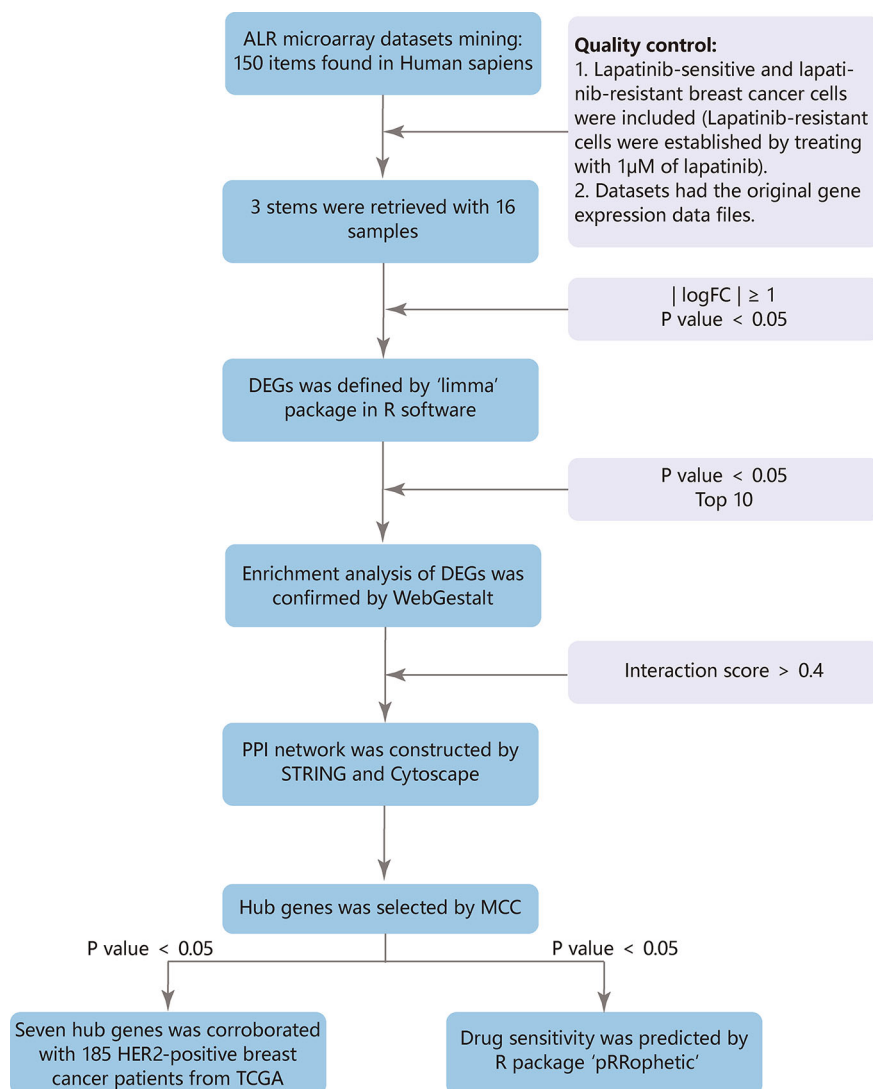 ALR microarray datasets mining:
150 items found in Human sapiens
Quality control:
1. Lapatinib-sensitive and lapati-
nib-resistant breast cancer cells
were included (Lapatinib-resistant
cells were established by treating
with 1μM of lapatinib).
2. Datasets had the original gene
expression data files.
3 stems were retrieved with 16
samples
| logFC | ≥ 1
P value < 0.05
DEGs was defined by ‘limma’
package in R software
P value < 0.05
Top 10
Enrichment analysis of DEGs was
confirmed by WebGestalt
Interaction score > 0.4
PPI network was constructed by
STRING and Cytoscape
Hub genes was selected by MCC
P value < 0.05
P value < 0.05
Seven hub genes was corroborated
with 185 HER2-positive breast
cancer patients from TCGA
Drug sensitivity was predicted by
R package ‘pRRophetic’